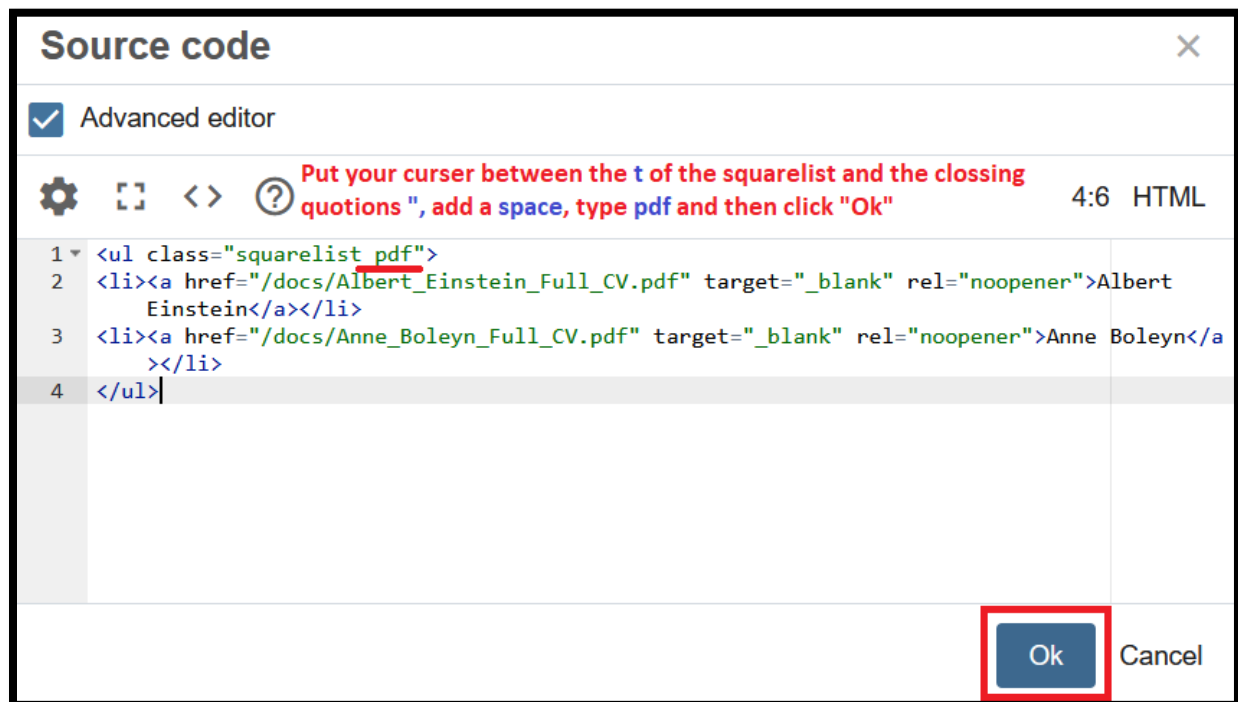 Source code
Advanced editor
Put your curser between the t of the squarelist and the clossing
quotions ", add a space, type pdf and then click "Ok"
4:6 HTML
1 <ul class="squarelist pdf">
2 <li><a href="/docs/Albert_Einstein_Full_CV.pdf" target="_blank" rel="noopener">Albert
Einstein</a></li>
3 <li><a href="/docs/Anne_Boleyn_Full_CV.pdf" target="_blank" rel="noopener">Anne Boleyn</a
></li>
4 </ul>
Ok Cancel